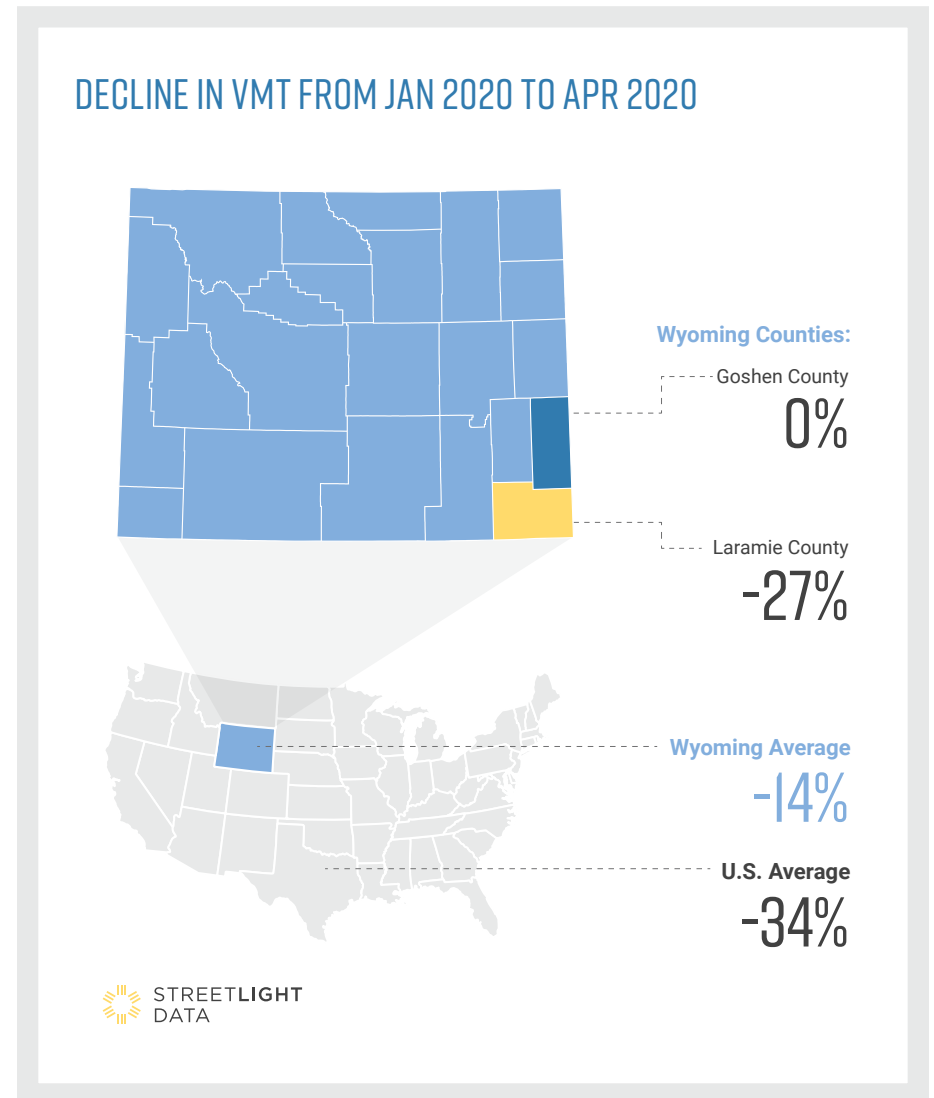 DECLINE IN VMT FROM JAN 2020 TO APR 2020
Wyoming Counties:
Goshen County
0%
Laramie County
-27%
Wyoming Average
-14%
U.S. Average
-34%
STREETLIGHT
DATA